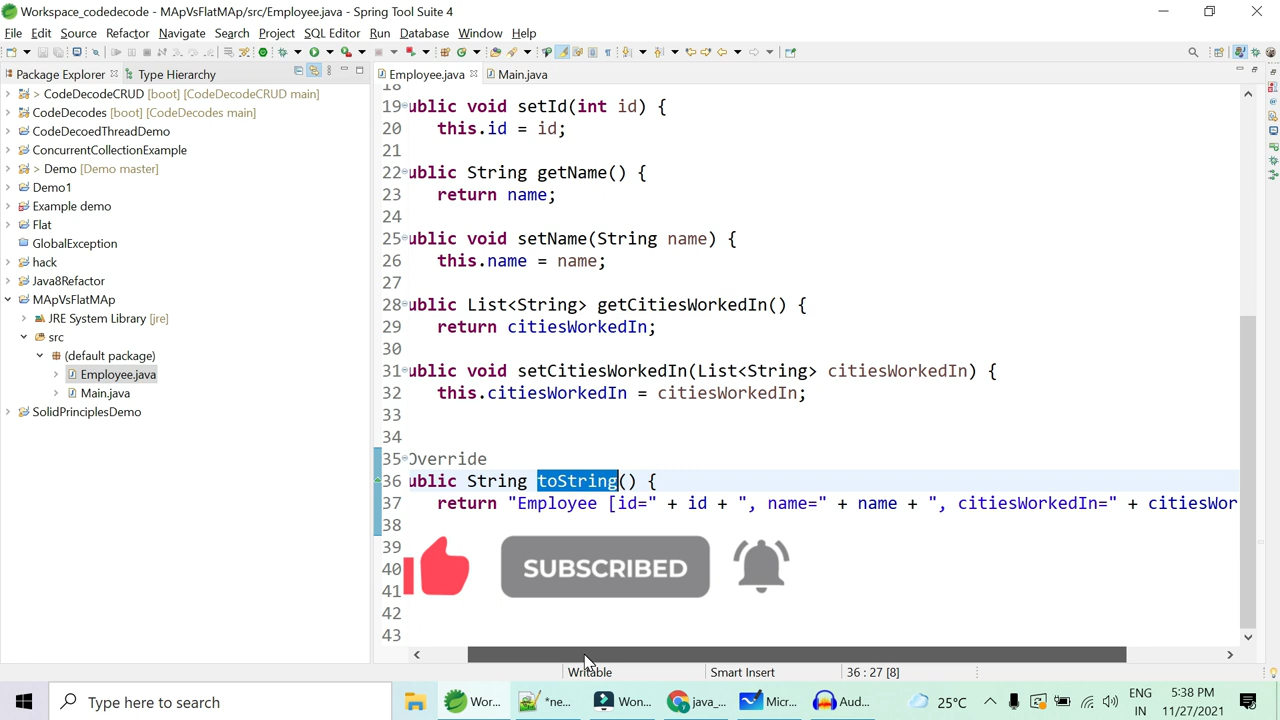 Workspace_codedecode - MApVsFlatMAp/src/Employee.java - Spring Tool Suite 4
File Edit Source Refactor Navigate Search Project SQL Editor Run Database Window Help
Package Explorer Type Hierarchy
> CodeDecodeCRUD [boot] [CodeDecodeCRUD main]
CodeDecodes [boot] [CodeDecodes main]
CodeDecoedThreadDemo
ConcurrentCollectionExample
> Demo [Demo master]
Demo1
Example demo
Flat
GlobalException
hack
Java8Refactor
MApVsFlatMAp
JRE System Library [jre]
src
(default package)
Employee.java
Main.java
SolidPrinciplesDemo
Employee.java Main.java
18
19 ublic void setId(int id) {
20 this.id = id;
21
22 ublic String getName() {
23 return name;
24
25 ublic void setName(String name) {
26 this.name = name;
27
28 ublic List<String> getCitiesWorkedIn() {
29 return citiesWorkedIn;
30
31 ublic void setCitiesWorkedIn(List<String> citiesWorkedIn) {
32 this.citiesWorkedIn = citiesWorkedIn;
33
34
35 Override
36 ublic String toString() {
37 return "Employee [id=" + id + ", name=" + name + ", citiesWorkedIn=" + citiesWor
38
39
40
41
42
43
SUBSCRIBED
Writable Smart Insert 36 : 27 [8]
Type here to search
Wor... *ne... Won... java_... Micr... Aud...
25°C
ENG
IN
5:38 PM
11/27/2021